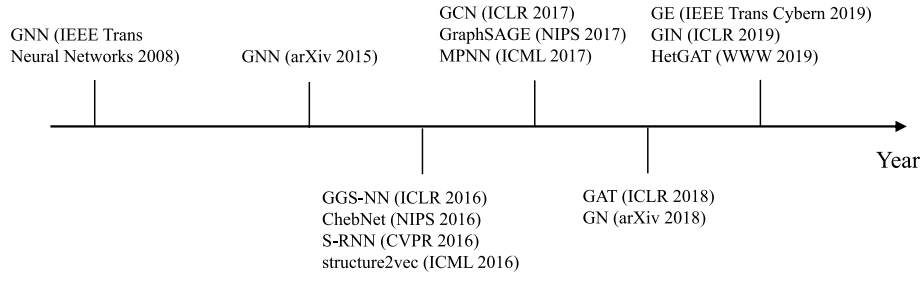 GNN (IEEE Trans
Neural Networks 2008)
GNN (arXiv 2015)
GCN (ICLR 2017)
GraphSAGE (NIPS 2017)
MPNN (ICML 2017)
GE (IEEE Trans Cybern 2019)
GIN (ICLR 2019)
HetGAT (WWW 2019)
Year
GGS-NN (ICLR 2016)
ChebNet (NIPS 2016)
S-RNN (CVPR 2016)
structure2vec (ICML 2016)
GAT (ICLR 2018)
GN (arXiv 2018)